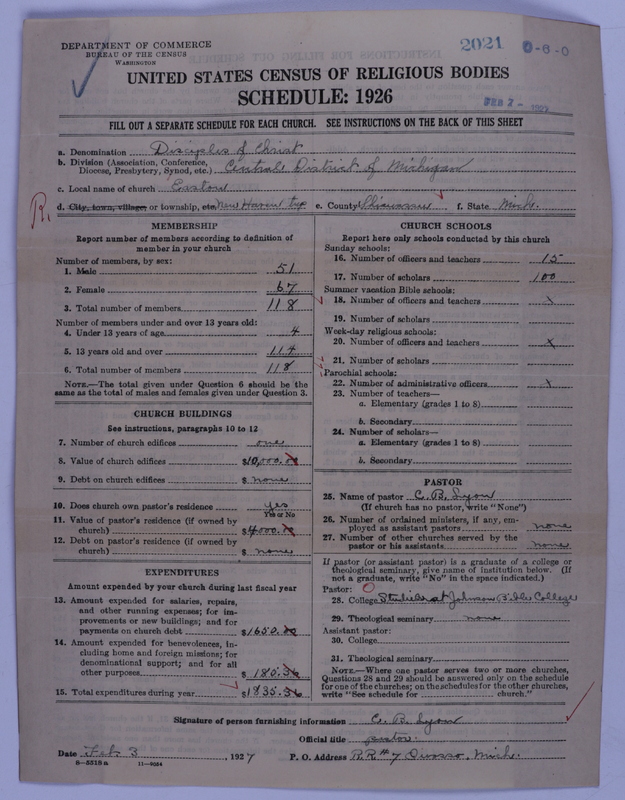 DEPARTMENT OF COMMERCE
BUREAU OF THE CENSUS
WASHINGTON
2021 0-6-0
UNITED STATES CENSUS OF RELIGIOUS BODIES
SCHEDULE: 1926
FEB 7 - 1927
FILL OUT A SEPARATE SCHEDULE FOR EACH CHURCH. SEE INSTRUCTIONS ON THE BACK OF THIS SHEET
a. Denomination Disciples of Christ
b. Division (Association, Conference, Diocese, Presbytery, Synod, etc.) Central District of Michigan
c. Local name of church Easton
R. d. City, town, village, or township, etc. New Haven twp e. County Shiawassee f. State Mich.
MEMBERSHIP
Report number of members according to definition of
member in your church
Number of members, by sex:
1. Male 51
2. Female 67
3. Total number of members 118
Number of members under and over 13 years old:
4. Under 13 years of age 4
5. 13 years old and over 114
6. Total number of members 118
NOTE.—The total given under Question 6 should be the
same as the total of males and females given under Question 3.
CHURCH BUILDINGS
See instructions, paragraphs 10 to 12
7. Number of church edifices one
8. Value of church edifices $10,000.00
9. Debt on church edifices $ none
10. Does church own pastor's residence yes
Yes or No
11. Value of pastor's residence (if owned by
church) $4000.00
12. Debt on pastor's residence (if owned by
church) $ none
EXPENDITURES
Amount expended by your church during last fiscal year
13. Amount expended for salaries, repairs,
and other running expenses; for im-
provements or new buildings; and for
payments on church debt $1650.00
14. Amount expended for benevolences, in-
cluding home and foreign missions; for
denominational support; and for all
other purposes $ 185.36
15. Total expenditures during year $1835.36
CHURCH SCHOOLS
Report here only schools conducted by this church
Sunday schools:
16. Number of officers and teachers 15
17. Number of scholars 100
Summer vacation Bible schools:
18. Number of officers and teachers x
19. Number of scholars
Week-day religious schools:
20. Number of officers and teachers x
21. Number of scholars
Parochial schools:
22. Number of administrative officers x
23. Number of teachers—
a. Elementary (grades 1 to 8)
b. Secondary
24. Number of scholars—
a. Elementary (grades 1 to 8)
b. Secondary
PASTOR
25. Name of pastor C. B. Lyon
(If church has no pastor, write "None")
26. Number of ordained ministers, if any, em-
ployed as assistant pastors none
27. Number of other churches served by the
pastor or his assistants none
If pastor (or assistant pastor) is a graduate of a college or
theological seminary, give name of institution below. (If
not a graduate, write "No" in the space indicated.)
Pastor:
28. College Student at Johnson Bible College
29. Theological seminary none
Assistant pastor:
30. College
31. Theological seminary
NOTE.—Where one pastor serves two or more churches,
Questions 28 and 29 should be answered only on the schedule
for one of the churches; on the schedules for the other churches,
write "See schedule for church."
Signature of person furnishing information C. B. Lyon
Official title pastor.
Date Feb. 3, 1927 P. O. Address R.R. #7 Owosso, Mich.
8-5518a 11-9054